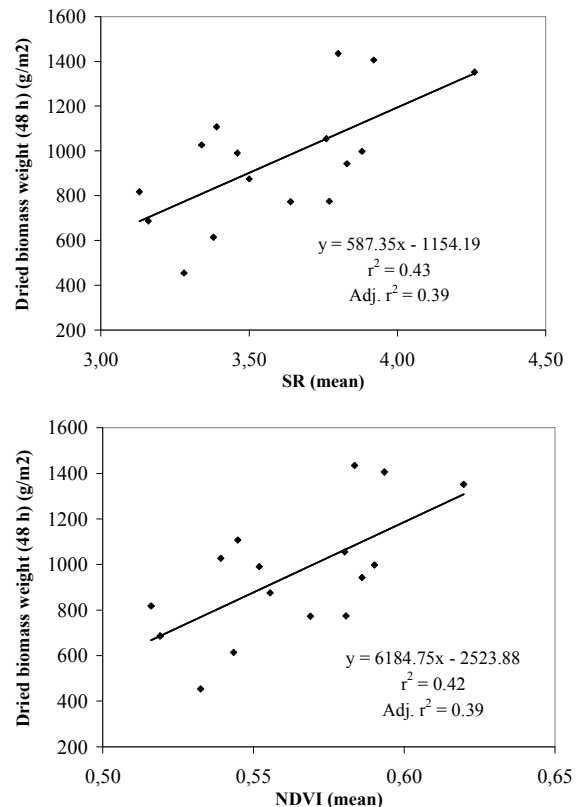 Dried biomass weight (48 h) (g/m2)
1600
1400
1200
1000
800
600
400
200
y = 587.35x - 1154.19
r² = 0.43
Adj. r² = 0.39
3,00 3,50 4,00 4,50
SR (mean)
Dried biomass weight (48 h) (g/m2)
1600
1400
1200
1000
800
600
400
200
y = 6184.75x - 2523.88
r² = 0.42
Adj. r² = 0.39
0,50 0,55 0,60 0,65
NDVI (mean)